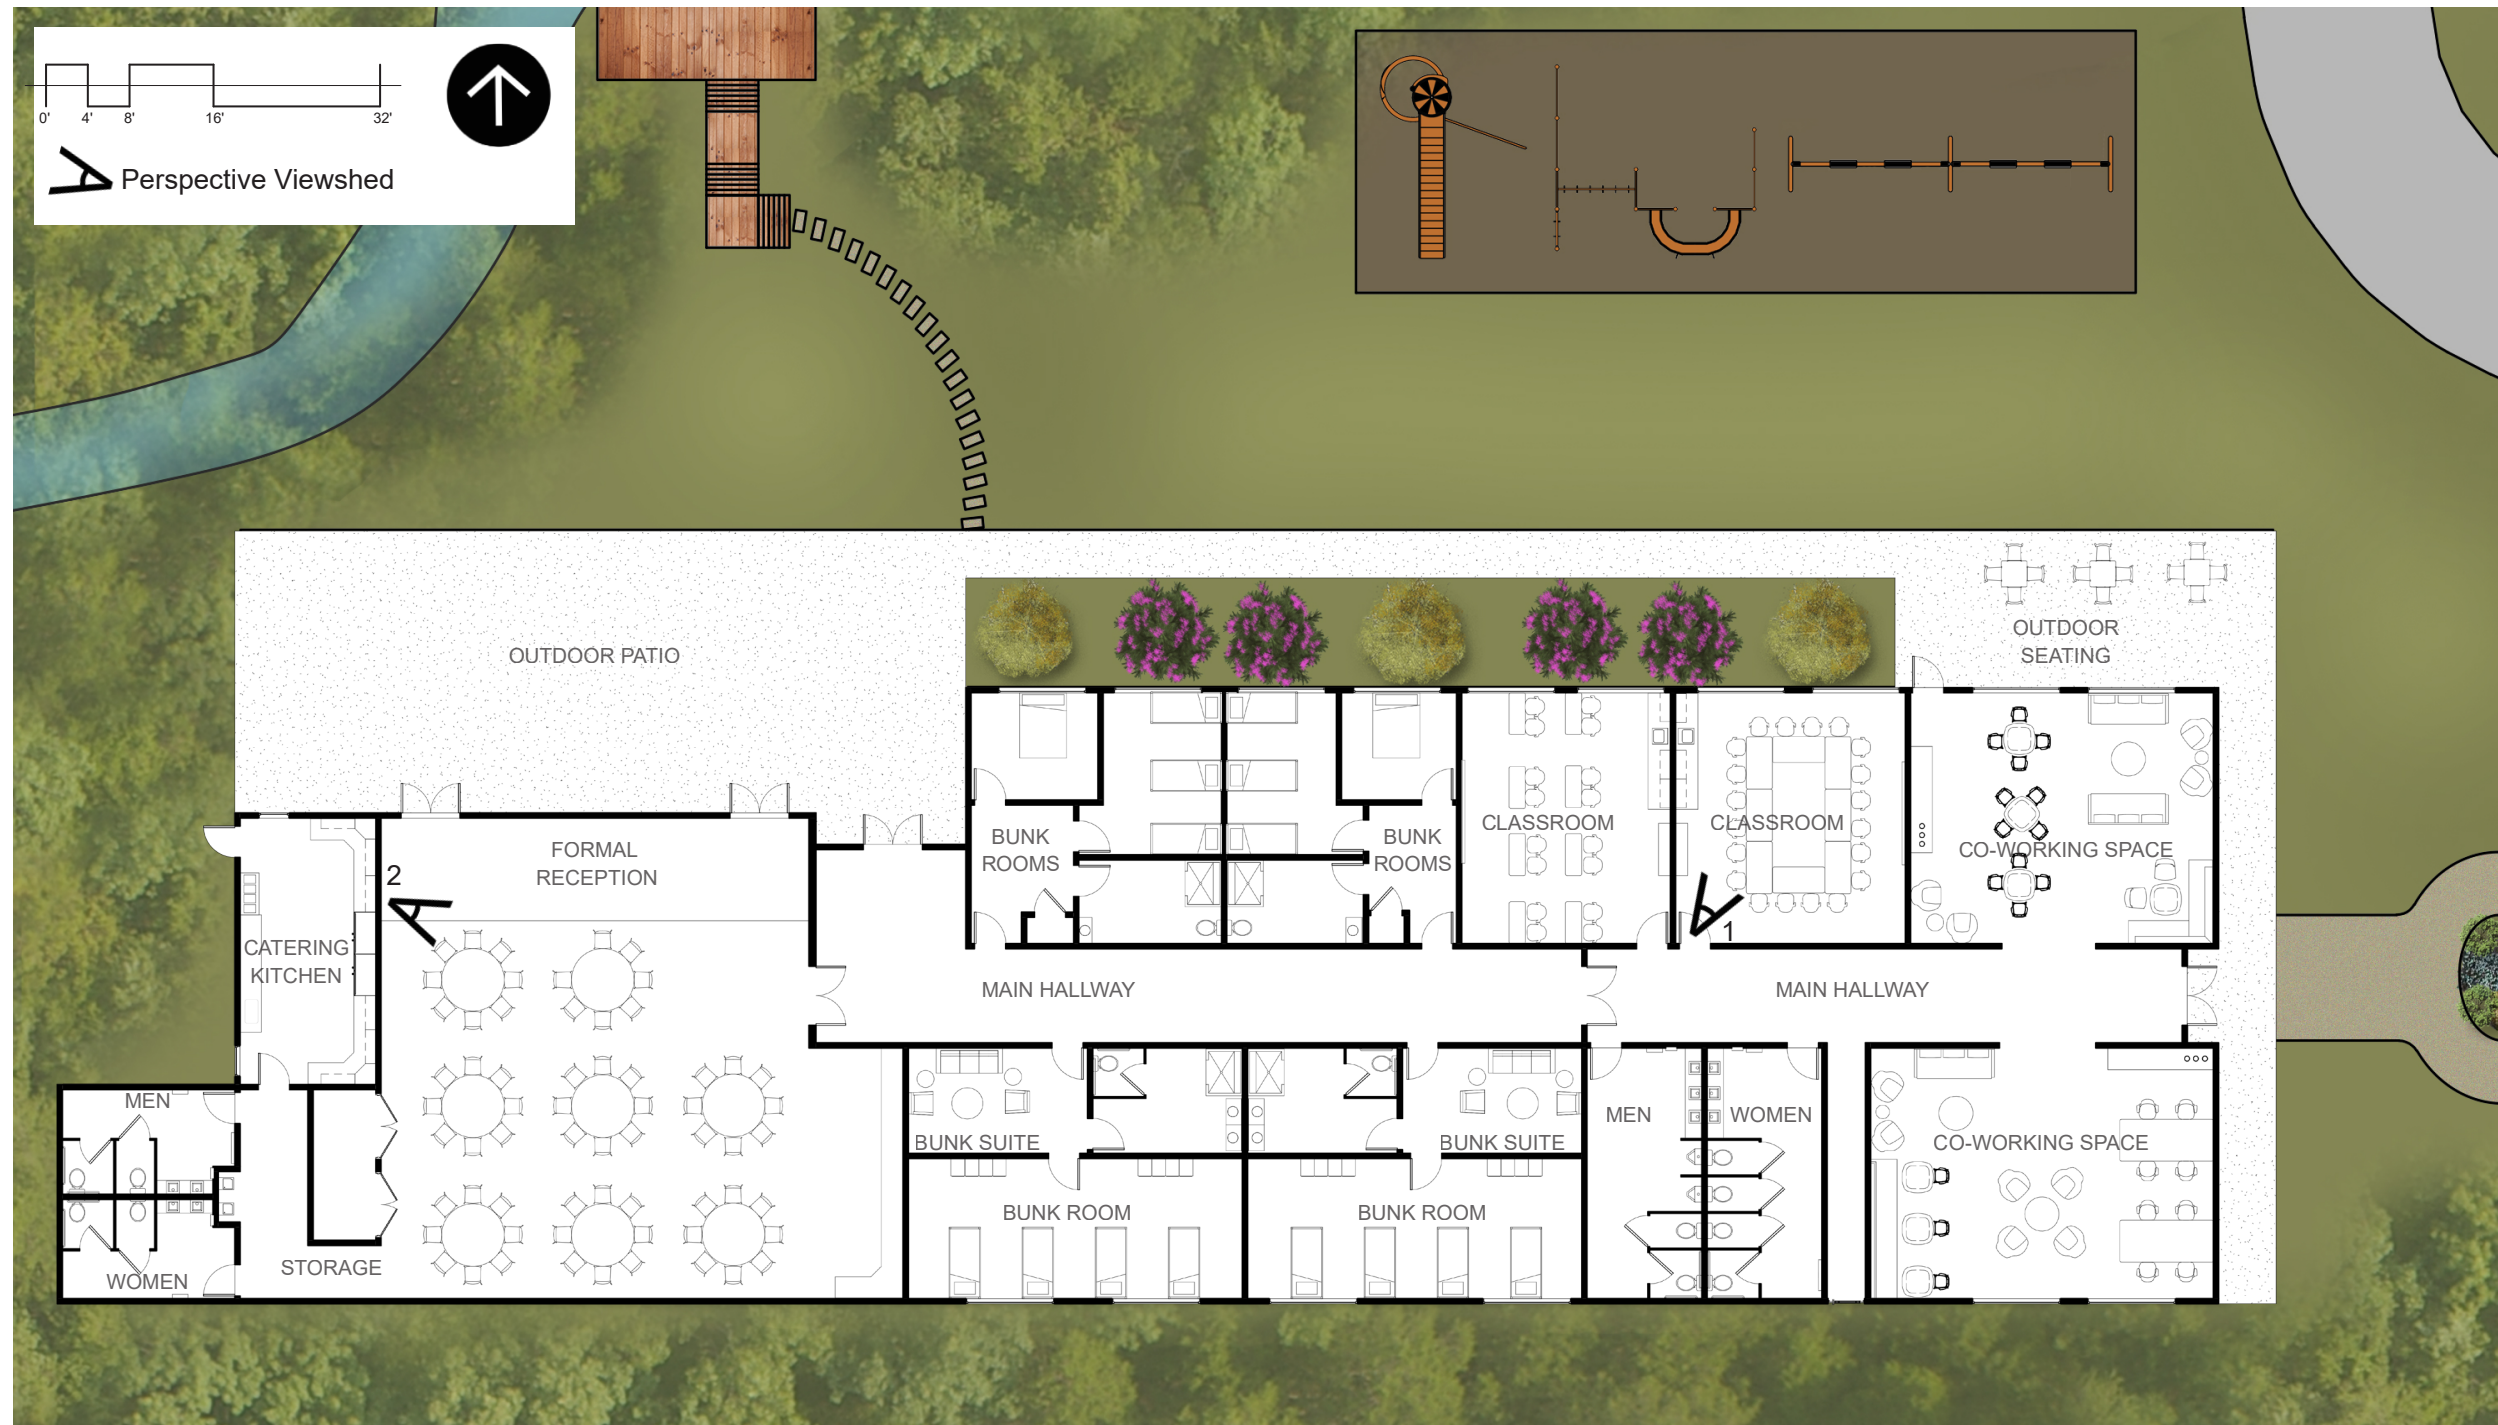 0' 4' 8' 16' 32'
Perspective Viewshed
OUTDOOR PATIO
OUTDOOR
SEATING
BUNK
ROOMS
BUNK
ROOMS
CLASSROOM
CLASSROOM
CO-WORKING SPACE
FORMAL
RECEPTION
2
1
CATERING
KITCHEN
MAIN HALLWAY
MAIN HALLWAY
MEN
WOMEN
STORAGE
BUNK SUITE
BUNK SUITE
BUNK ROOM
BUNK ROOM
MEN
WOMEN
CO-WORKING SPACE